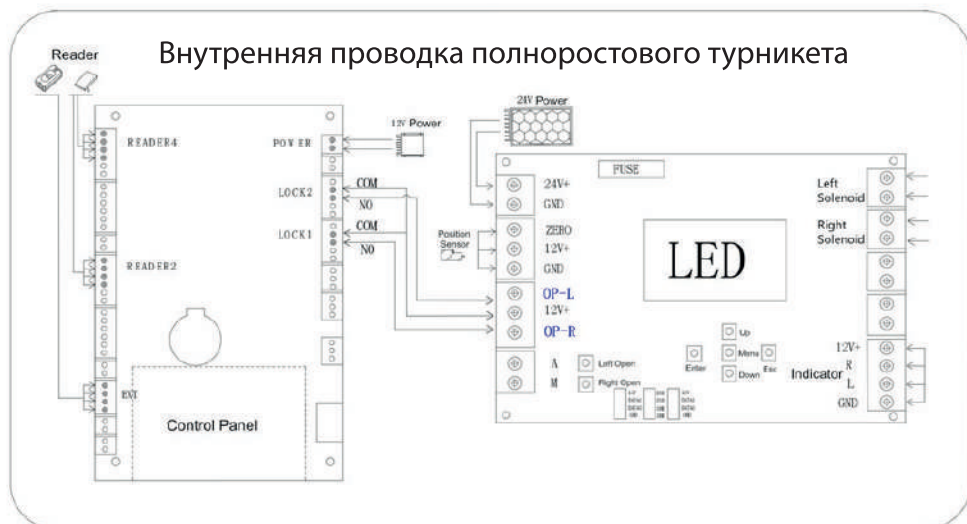 Внутренняя проводка полноростового турникета
Reader
READER4
READER2
EXT
Control Panel
POWER
12V Power
LOCK2
COM
NO
LOCK1
COM
NO
24V Power
FUSE
24V+
GND
Position
Sensor
ZERO
12V+
GND
OP-L
12V+
OP-R
A
M
Left Open
Right Open
LED
Up
Menu
Esc
Enter
Down
Left
Solenoid
Right
Solenoid
Indicator
12V+
R
L
GND